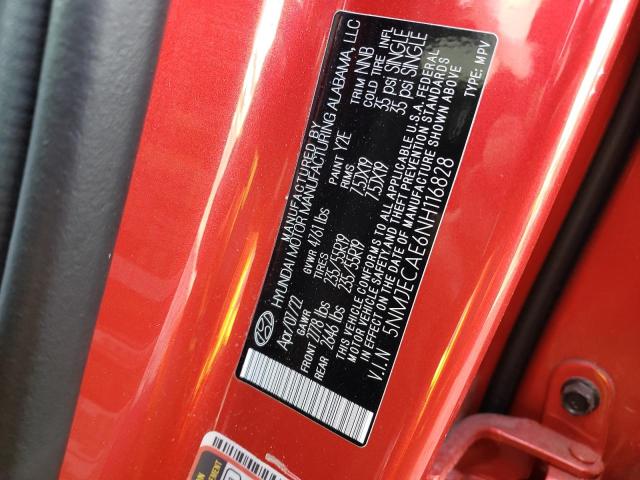 MANUFACTURED BY
HYUNDAI MOTOR MANUFACTURING ALABAMA, LLC
Apr/07/22 GVWR 4761 lbs PAINT Y2E TRIM NNB
GAWR TIRES RIMS COLD TIRE INFL
FRONT 2778 lbs 235/55R19 7.5JX19 35 psi SINGLE
REAR 2646 lbs 235/55R19 7.5JX19 35 psi SINGLE
THIS VEHICLE CONFORMS TO ALL APPLICABLE U.S.A. FEDERAL
MOTOR VEHICLE SAFETY AND THEFT PREVENTION STANDARDS
IN EFFECT ON THE DATE OF MANUFACTURE SHOWN ABOVE
V.I.N 5NMJECAE6NH116828 TYPE: MPV